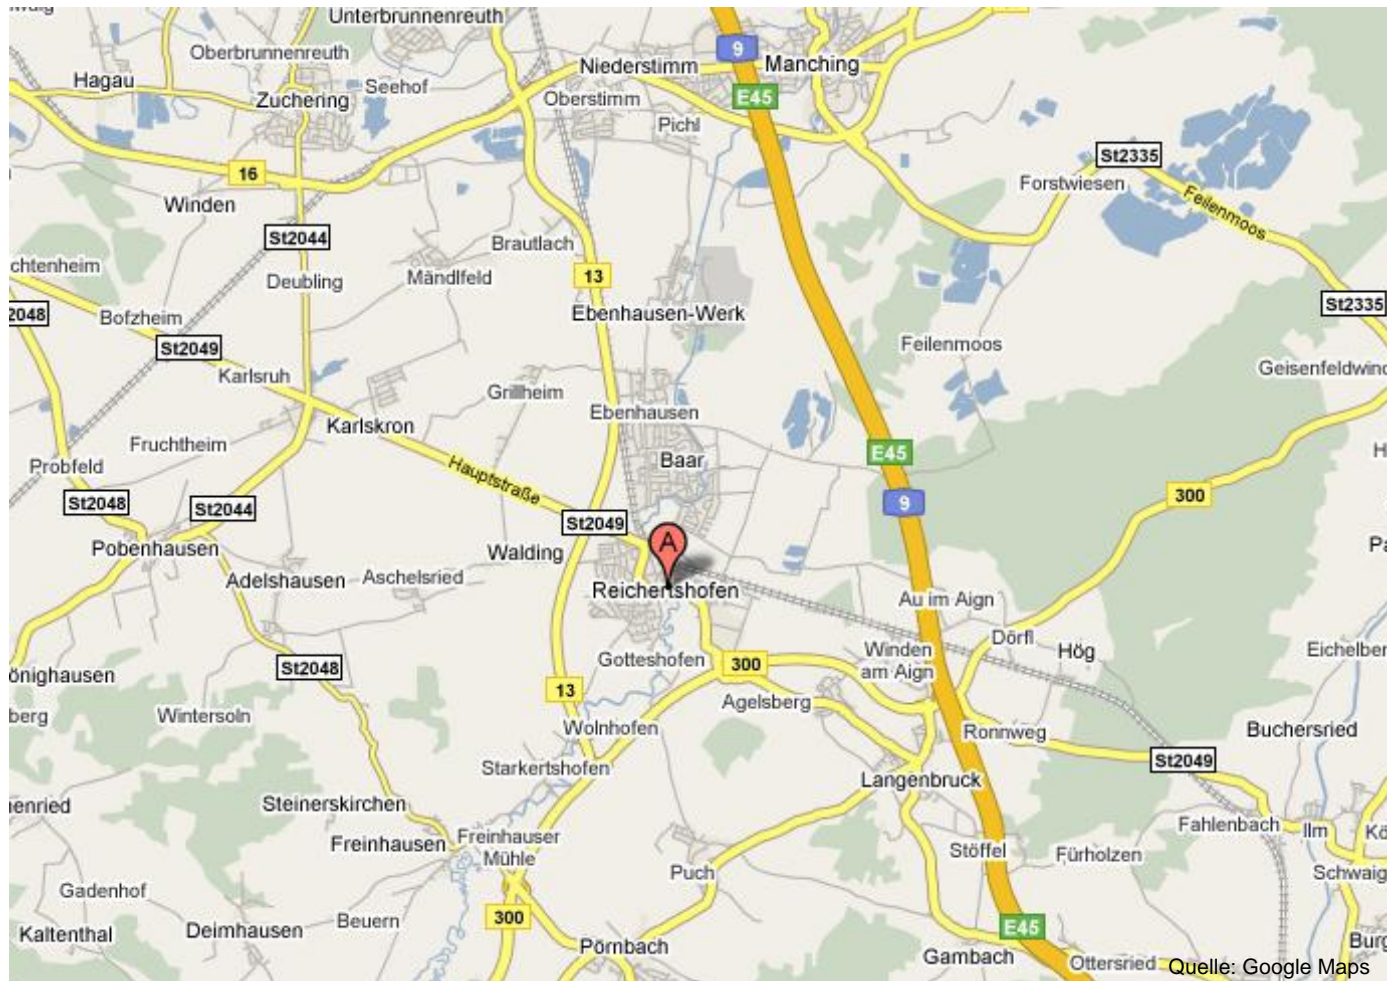 Unterbrunnenreuth
Oberbrunnenreuth
Hagau
Seehof
Zuchering
Niederstimm
Oberstimm
Pichl
9
Manching
E45
St2335
Forstwiesen
Feilenmoos
16
Winden
St2044
Brautlach
chtenheim
Deubling
Mändlfeld
13
2048
Bofzheim
Ebenhausen-Werk
St2335
St2049
Karlsruh
Feilenmoos
Geisenfeldwind
Grillheim
Ebenhausen
Karlskron
Fruchtheim
E45
Baar
Probfeld
Hauptstraße
St2048
St2044
9
300
St2049
Pobenhausen
Walding
A
Adelshausen
Aschelsried
Reichertshofen
Au im Aign
Dörfl
Hög
Eichelber
önighausen
St2048
Gotteshofen
300
Winden
am Aign
13
Agelsberg
berg
Wintersoln
Wolnhofen
Ronnweg
Buchersried
Starkertshofen
St2049
Langenbruck
enried
Steinerskirchen
Freinhausen
Freinhauser
Mühle
Fahlenbach
Ilm
Kö
Stöffel
Fürholzen
Puch
Schwaig
Gadenhof
300
Beuern
E45
Kaltenthal
Deimhausen
Pörnbach
Gambach
Ottersried
Burg
Quelle: Google Maps